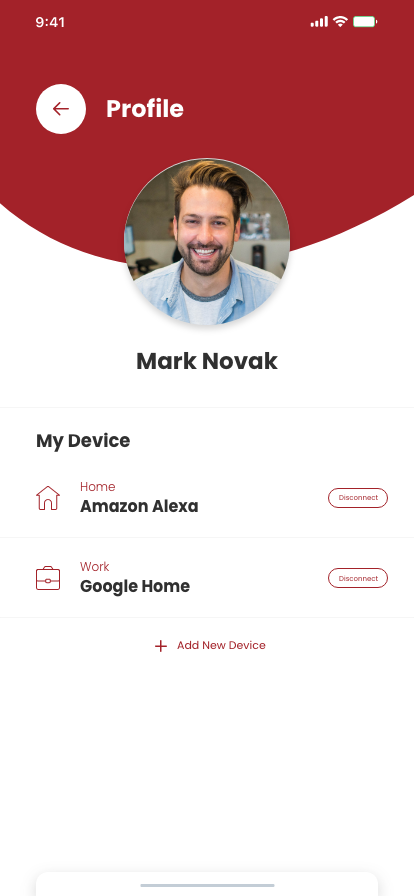 9:41
Profile
Mark Novak
My Device
Home
Amazon Alexa
Disconnect
Work
Google Home
Disconnect
Add New Device